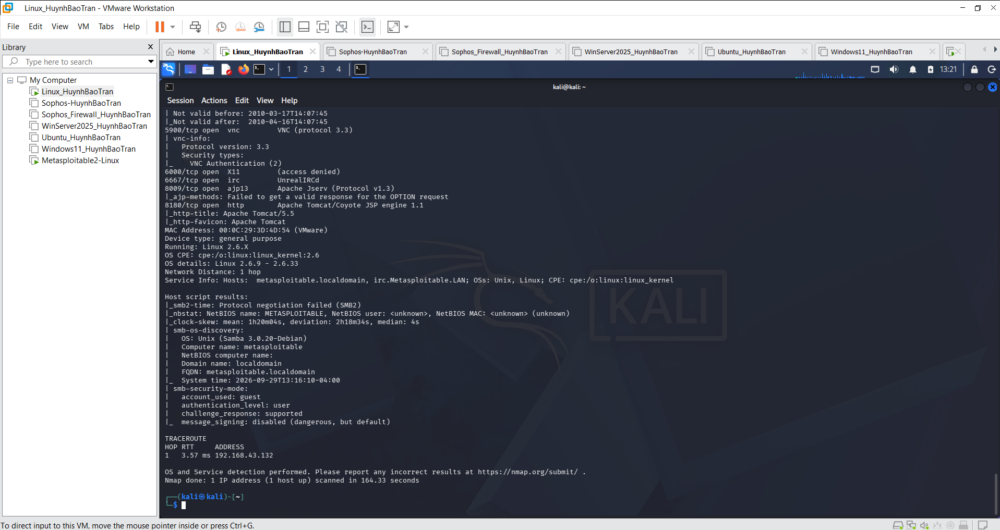 Linux_HuynhBaoTran - VMware Workstation
File Edit View VM Tabs Help
Library
Type here to search
My Computer
Linux_HuynhBaoTran
Sophos-HuynhBaoTran
Sophos_Firewall_HuynhBaoTran
WinServer2025_HuynhBaoTran
Ubuntu_HuynhBaoTran
Windows11_HuynhBaoTran
Metasploitable2-Linux
Home Linux_HuynhBaoTran Sophos-HuynhBaoTran Sophos_Firewall_HuynhBaoTran WinServer2025_HuynhBaoTran Ubuntu_HuynhBaoTran Windows11_HuynhBaoTran
1 2 3 4 13:21
kali@kali: ~
Session Actions Edit View Help
| Not valid before: 2010-03-17T14:07:45
|_Not valid after:  2010-04-16T14:07:45
5900/tcp open  vnc         VNC (protocol 3.3)
| vnc-info:
|   Protocol version: 3.3
|   Security types:
|_    VNC Authentication (2)
6000/tcp open  X11         (access denied)
6667/tcp open  irc         UnrealIRCd
8009/tcp open  ajp13       Apache Jserv (Protocol v1.3)
|_ajp-methods: Failed to get a valid response for the OPTION request
8180/tcp open  http        Apache Tomcat/Coyote JSP engine 1.1
|_http-title: Apache Tomcat/5.5
|_http-favicon: Apache Tomcat
MAC Address: 00:0C:29:3D:4D:54 (VMware)
Device type: general purpose
Running: Linux 2.6.X
OS CPE: cpe:/o:linux:linux_kernel:2.6
OS details: Linux 2.6.9 - 2.6.33
Network Distance: 1 hop
Service Info: Hosts:  metasploitable.localdomain, irc.Metasploitable.LAN; OSs: Unix, Linux; CPE: cpe:/o:linux:linux_kernel
Host script results:
|_smb2-time: Protocol negotiation failed (SMB2)
|_nbstat: NetBIOS name: METASPLOITABLE, NetBIOS user: <unknown>, NetBIOS MAC: <unknown> (unknown)
|_clock-skew: mean: 1h20m04s, deviation: 2h18m34s, median: 4s
| smb-os-discovery:
|   OS: Unix (Samba 3.0.20-Debian)
|   Computer name: metasploitable
|   NetBIOS computer name:
|   Domain name: localdomain
|   FQDN: metasploitable.localdomain
|_  System time: 2026-09-29T13:16:10-04:00
| smb-security-mode:
|   account_used: guest
|   authentication_level: user
|   challenge_response: supported
|_  message_signing: disabled (dangerous, but default)
TRACEROUTE
HOP RTT     ADDRESS
1   3.57 ms 192.168.43.132
OS and Service detection performed. Please report any incorrect results at https://nmap.org/submit/ .
Nmap done: 1 IP address (1 host up) scanned in 164.33 seconds
┌──(kali㉿kali)-[~]
└─$
KALI
To direct input to this VM, move the mouse pointer inside or press Ctrl+G.